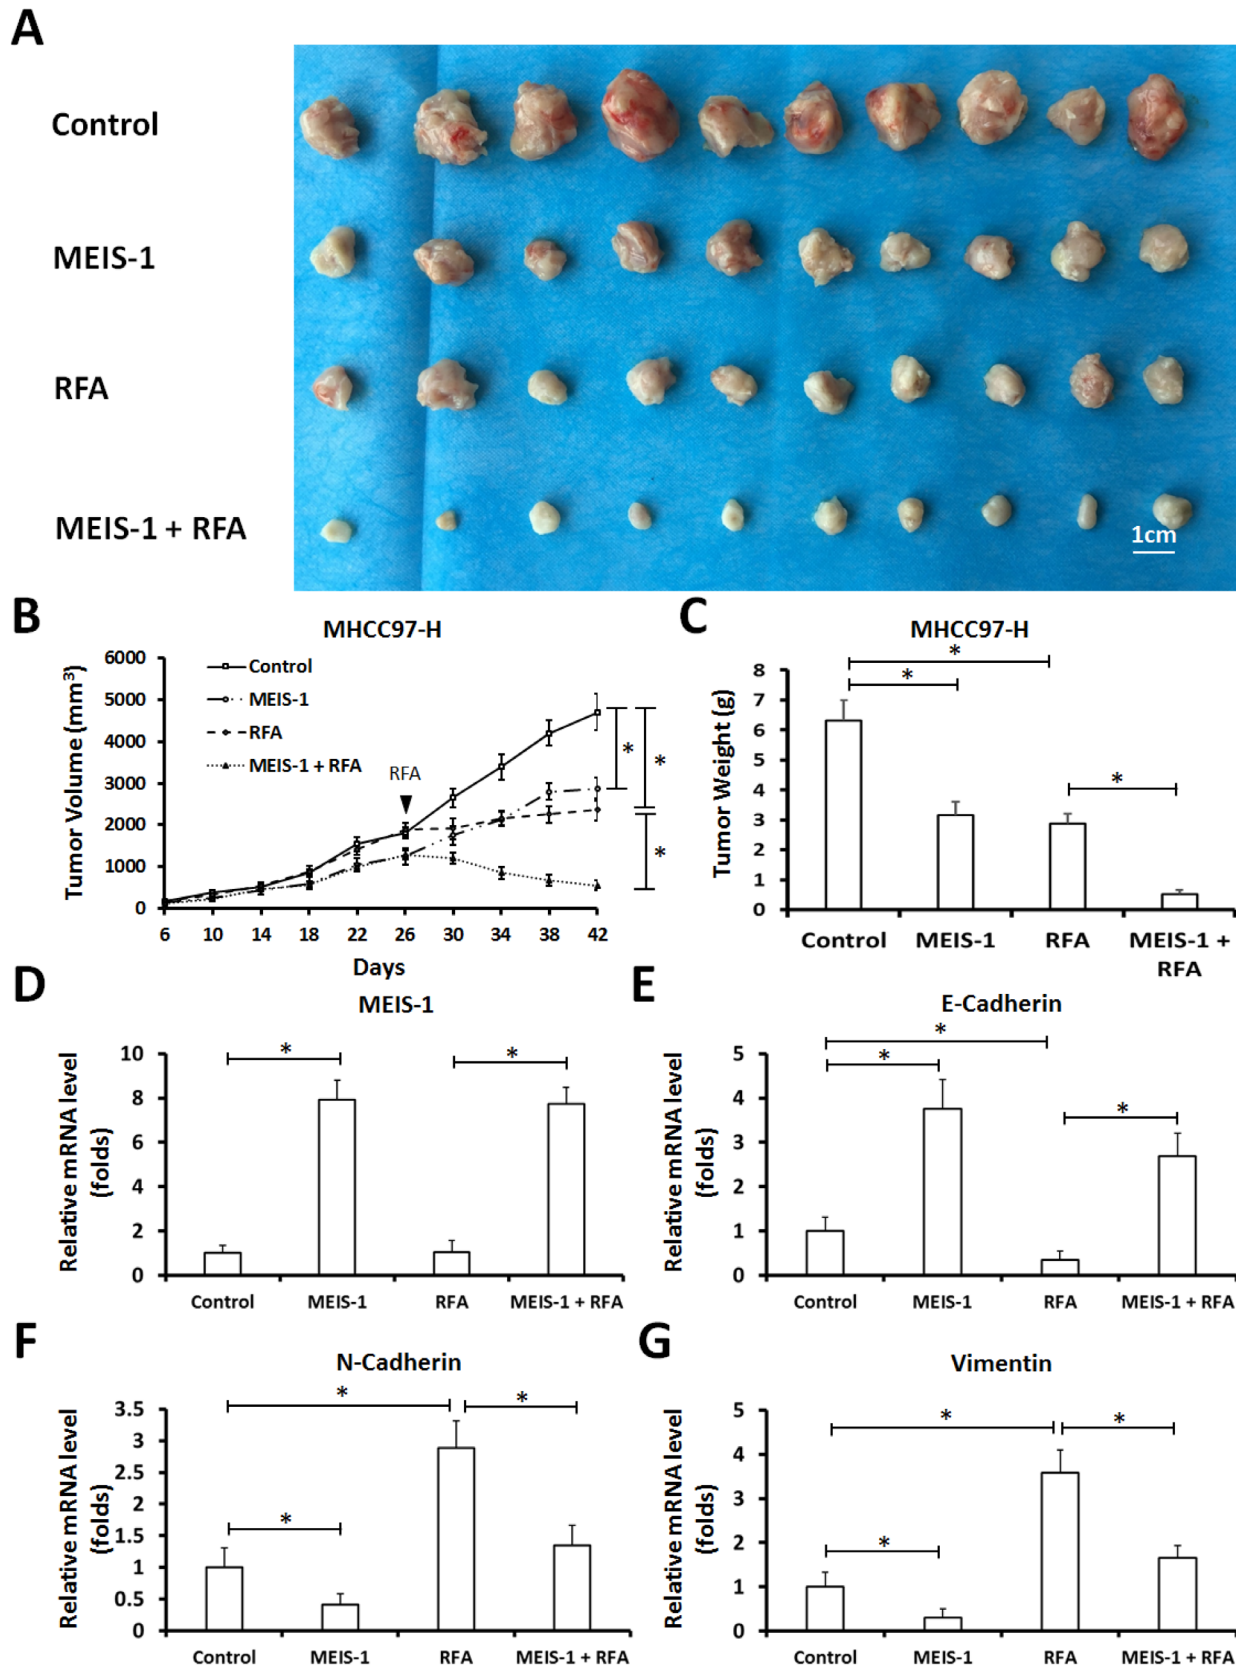 A
Control
MEIS-1
RFA
MEIS-1 + RFA
1cm
B
MHCC97-H
Tumor Volume (mm³)
6000
5000
4000
3000
2000
1000
0
Control
MEIS-1
RFA
MEIS-1 + RFA
RFA
*
*
*
6 10 14 18 22 26 30 34 38 42
Days
C
MHCC97-H
Tumor Weight (g)
8
7
6
5
4
3
2
1
0
*
*
*
Control MEIS-1 RFA MEIS-1 +
RFA
D
MEIS-1
Relative mRNA level
(folds)
10
8
6
4
2
0
*
*
Control MEIS-1 RFA MEIS-1 + RFA
E
E-Cadherin
Relative mRNA level
(folds)
5
4
3
2
1
0
*
*
*
Control MEIS-1 RFA MEIS-1 + RFA
F
N-Cadherin
Relative mRNA level
(folds)
3.5
3
2.5
2
1.5
1
0.5
0
*
*
*
Control MEIS-1 RFA MEIS-1 + RFA
G
Vimentin
Relative mRNA level
(folds)
5
4
3
2
1
0
*
*
*
Control MEIS-1 RFA MEIS-1 + RFA